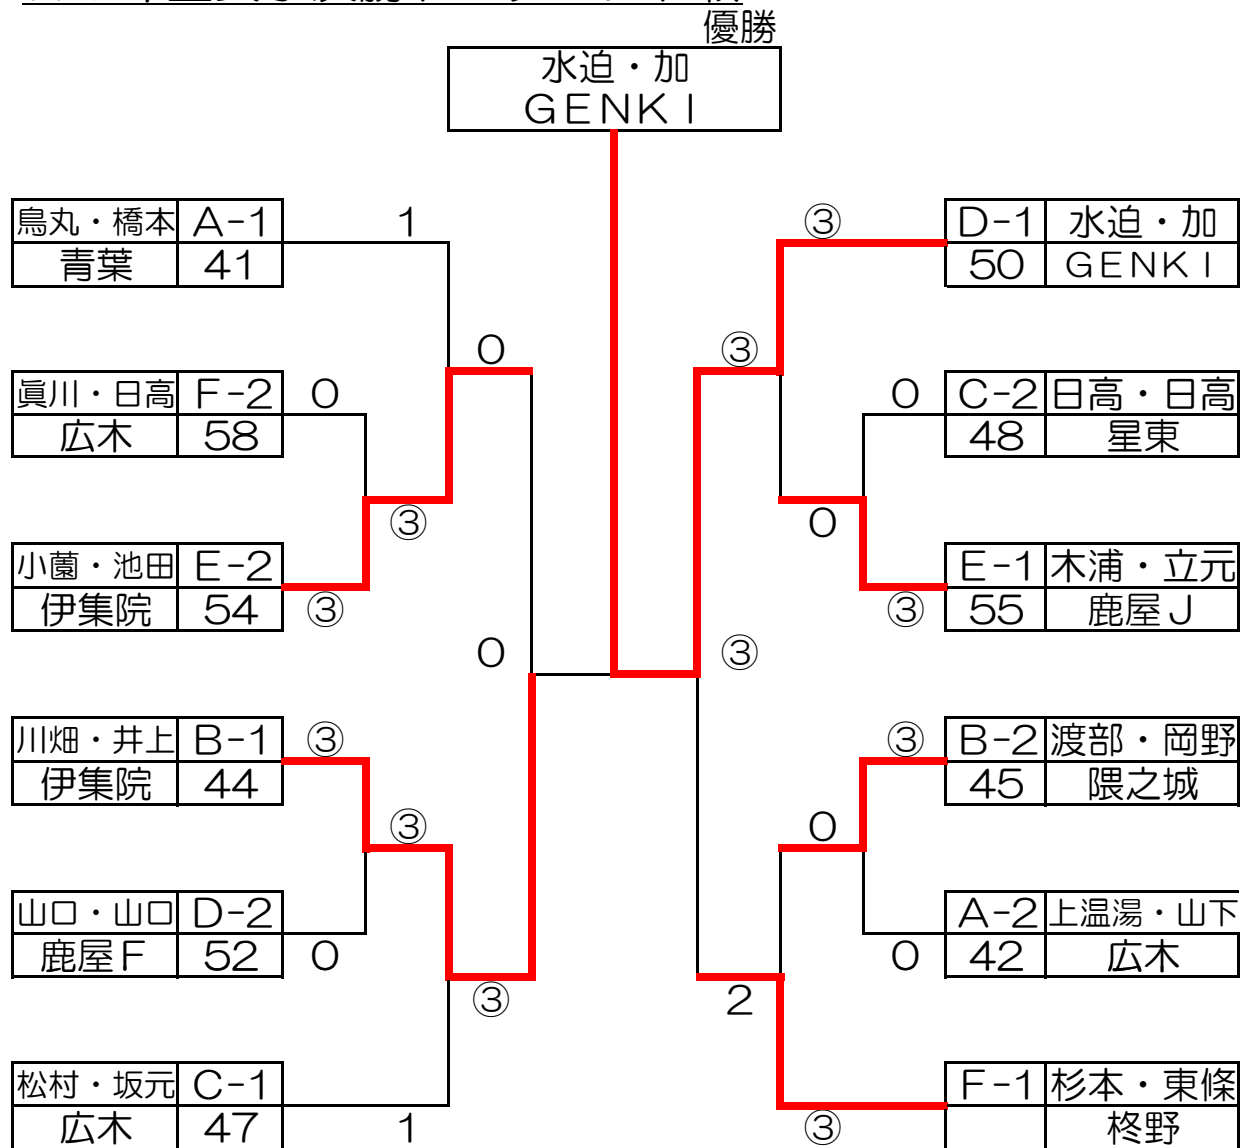 優勝
水迫・加
ＧＥＮＫＩ
鳥丸・橋本 A-1 1
青葉 41
③ D-1 水迫・加
50 ＧＥＮＫＩ
0
③
眞川・日高 F-2 0
広木 58
0 C-2 日高・日高
48 星東
③
0
小薗・池田 E-2
伊集院 54 ③
E-1 木浦・立元
③ 55 鹿屋Ｊ
0
③
川畑・井上 B-1 ③
伊集院 44
③ B-2 渡部・岡野
45 隈之城
③
0
山口・山口 D-2
鹿屋Ｆ 52 0
A-2 上温湯・山下
0 42 広木
③
2
松村・坂元 C-1
広木 47 1
F-1 杉本・東條
③ 柊野